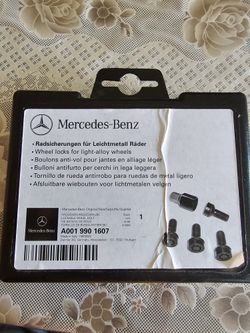 Mercedes-Benz
• Radsicherungen für Leichtmetall Räder
• Wheel locks for light-alloy wheels
• Boulons anti-vol pour jantes en alliage léger
• Bulloni antifurto per cerchi in lega leggera
• Tornillo de rueda antirrobo para ruedas de metal ligero
• Afsluitbare wielbouten voor lichtmetalen velgen
1
Mercedes-Benz
A001 990 1607